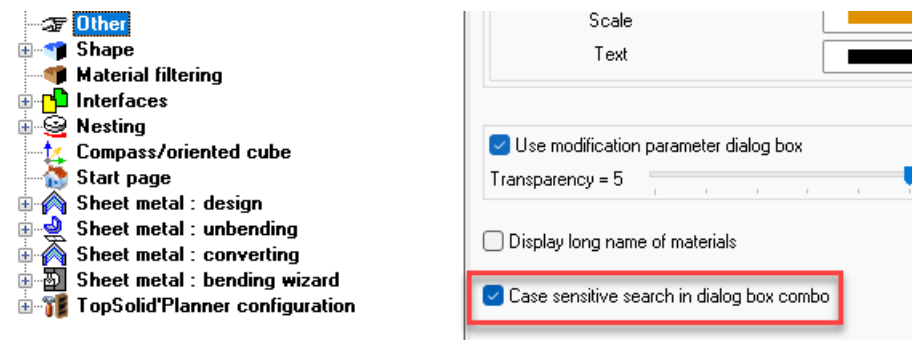 Other
Shape
Material filtering
Interfaces
Nesting
Compass/oriented cube
Start page
Sheet metal : design
Sheet metal : unbending
Sheet metal : converting
Sheet metal : bending wizard
TopSolid'Planner configuration
Scale
Text
Use modification parameter dialog box
Transparency = 5
Display long name of materials
Case sensitive search in dialog box combo